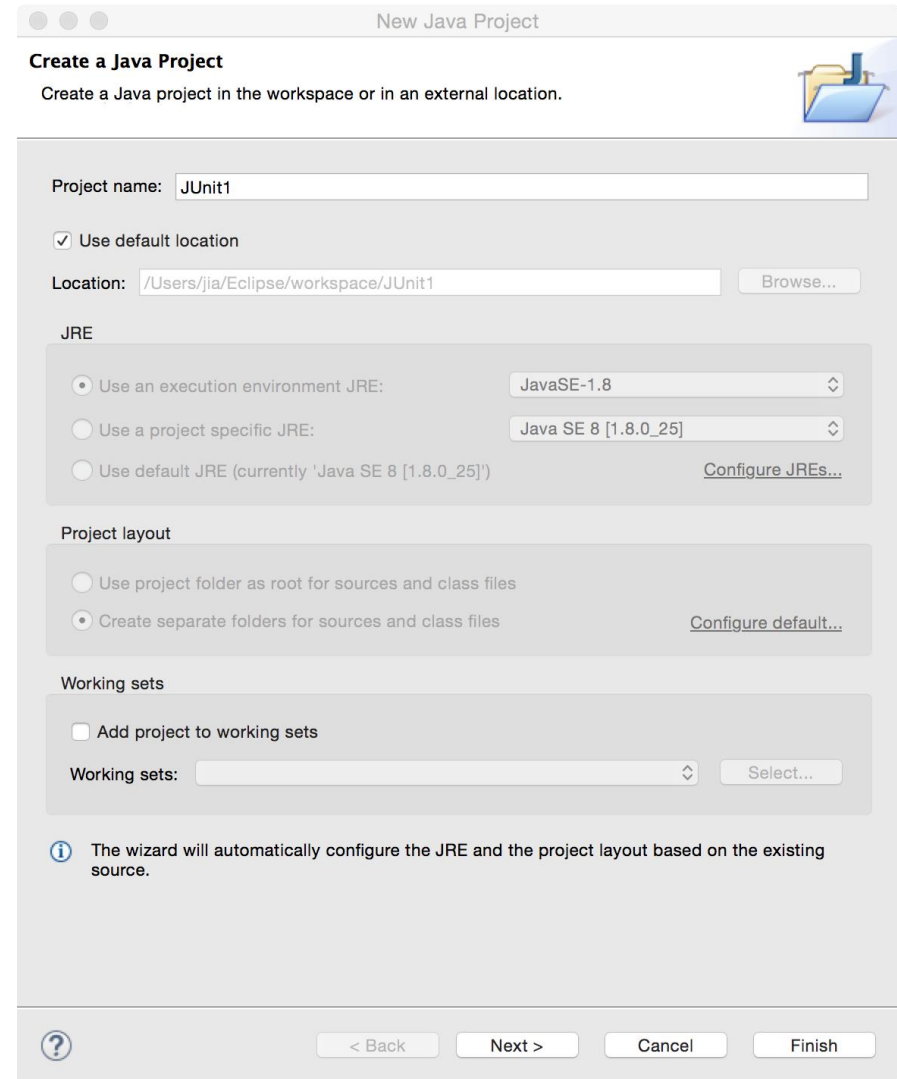 New Java Project
Create a Java Project
Create a Java project in the workspace or in an external location.
Project name: JUnit1
Use default location
Location: /Users/jia/Eclipse/workspace/JUnit1 Browse...
JRE
Use an execution environment JRE: JavaSE-1.8
Use a project specific JRE: Java SE 8 [1.8.0_25]
Use default JRE (currently 'Java SE 8 [1.8.0_25]') Configure JREs...
Project layout
Use project folder as root for sources and class files
Create separate folders for sources and class files Configure default...
Working sets
Add project to working sets
Working sets: Select...
The wizard will automatically configure the JRE and the project layout based on the existing
source.
? < Back Next > Cancel Finish